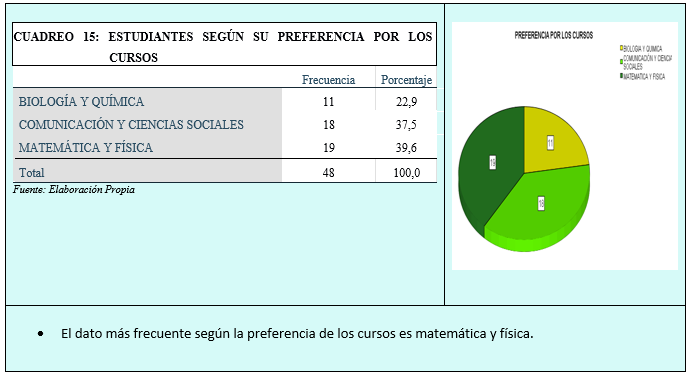 CUADREO 15: ESTUDIANTES SEGÚN SU PREFERENCIA POR LOS
CURSOS
Frecuencia Porcentaje
BIOLOGÍA Y QUÍMICA 11 22,9
COMUNICACIÓN Y CIENCIAS SOCIALES 18 37,5
MATEMÁTICA Y FÍSICA 19 39,6
Total 48 100,0
Fuente: Elaboración Propia
PREFERENCIA POR LOS CURSOS
BIOLOGIA Y QUIMICA
COMUNICACIÓN Y CIENCIAS
SOCIALES
MATEMATICA Y FISICA
11
19
18
• El dato más frecuente según la preferencia de los cursos es matemática y física.